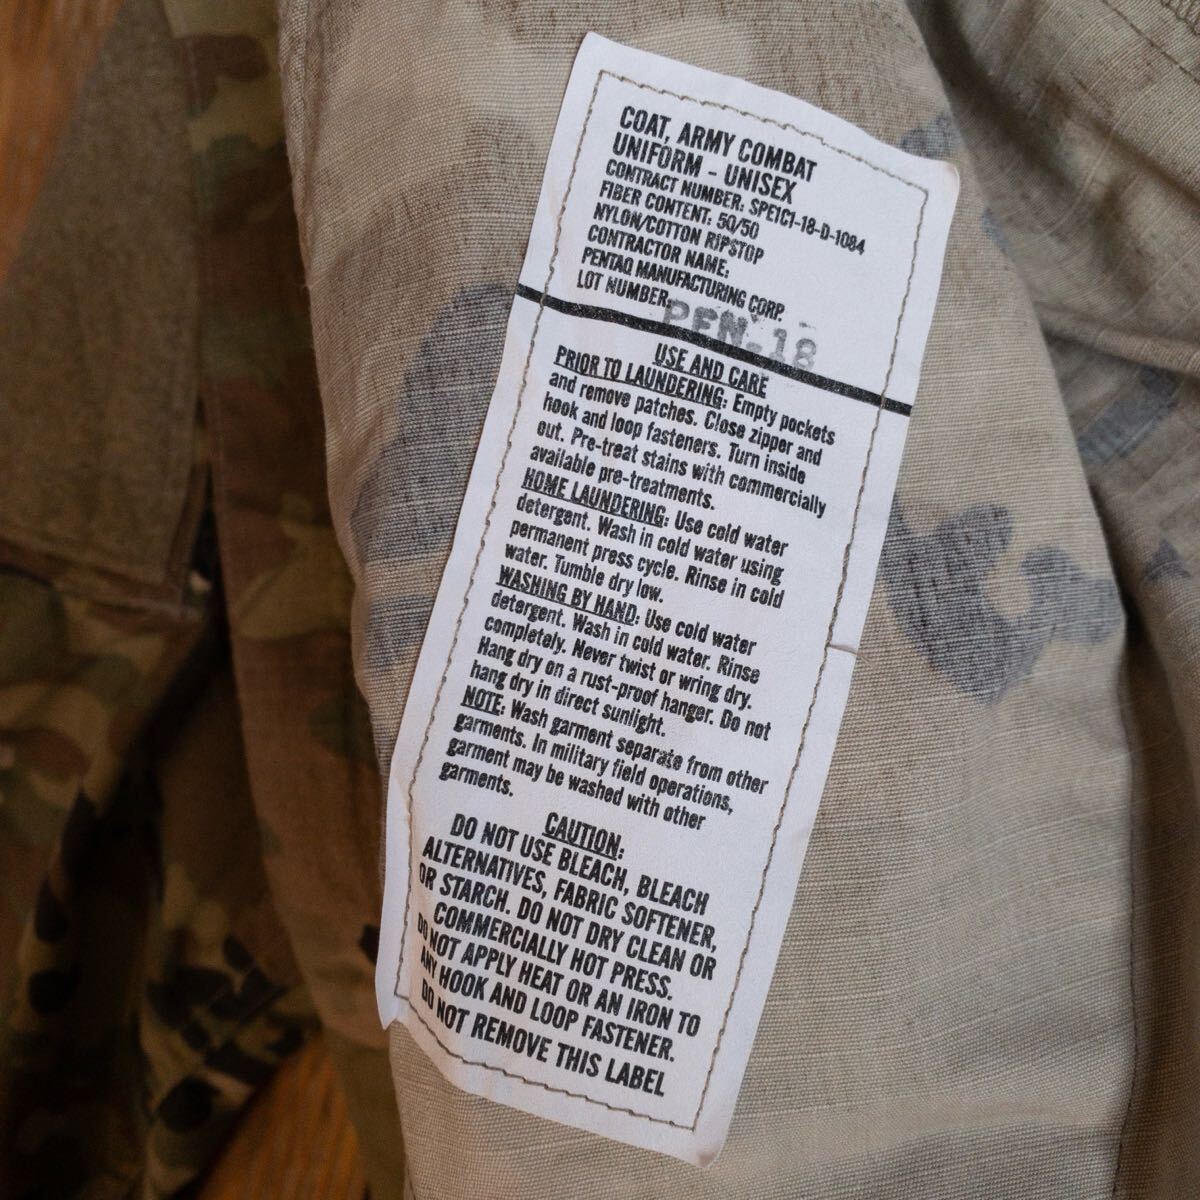 COAT, ARMY COMBAT
UNIFORM - UNISEX
CONTRACT NUMBER: SPE1C1-18-D-1084
FIBER CONTENT: 50/50
NYLON/COTTON RIPSTOP
CONTRACTOR NAME:
PENTAQ MANUFACTURING CORP.
LOT NUMBER:
USE AND CARE
PRIOR TO LAUNDERING: Empty pockets
and remove patches. Close zipper and
hook and loop fasteners. Turn inside
out. Pre-treat stains with commercially
available pre-treatments.
HOME LAUNDERING: Use cold water
detergent. Wash in cold water using
permanent press cycle. Rinse in cold
water. Tumble dry low.
WASHING BY HAND: Use cold water
detergent. Wash in cold water. Rinse
completely. Never twist or wring dry.
Hang dry on a rust-proof hanger. Do not
hang dry in direct sunlight.
NOTE: Wash garment separate from other
garments. In military field operations,
garment may be washed with other
garments.
CAUTION:
DO NOT USE BLEACH, BLEACH
ALTERNATIVES, FABRIC SOFTENER,
OR STARCH. DO NOT DRY CLEAN OR
COMMERCIALLY HOT PRESS.
DO NOT APPLY HEAT OR AN IRON TO
ANY HOOK AND LOOP FASTENER.
DO NOT REMOVE THIS LABEL